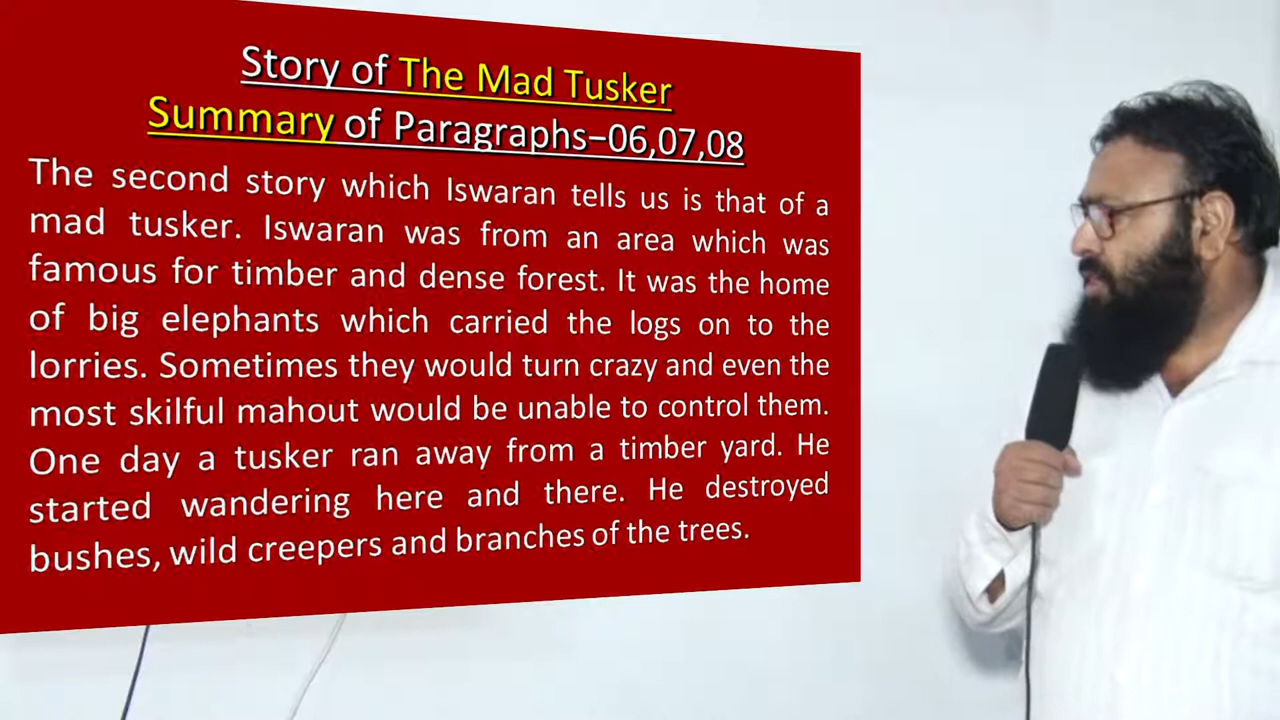 Story of The Mad Tusker
Summary of Paragraphs–06,07,08
The second story which Iswaran tells us is that of a
mad tusker. Iswaran was from an area which was
famous for timber and dense forest. It was the home
of big elephants which carried the logs on to the
lorries. Sometimes they would turn crazy and even the
most skilful mahout would be unable to control them.
One day a tusker ran away from a timber yard. He
started wandering here and there. He destroyed
bushes, wild creepers and branches of the trees.